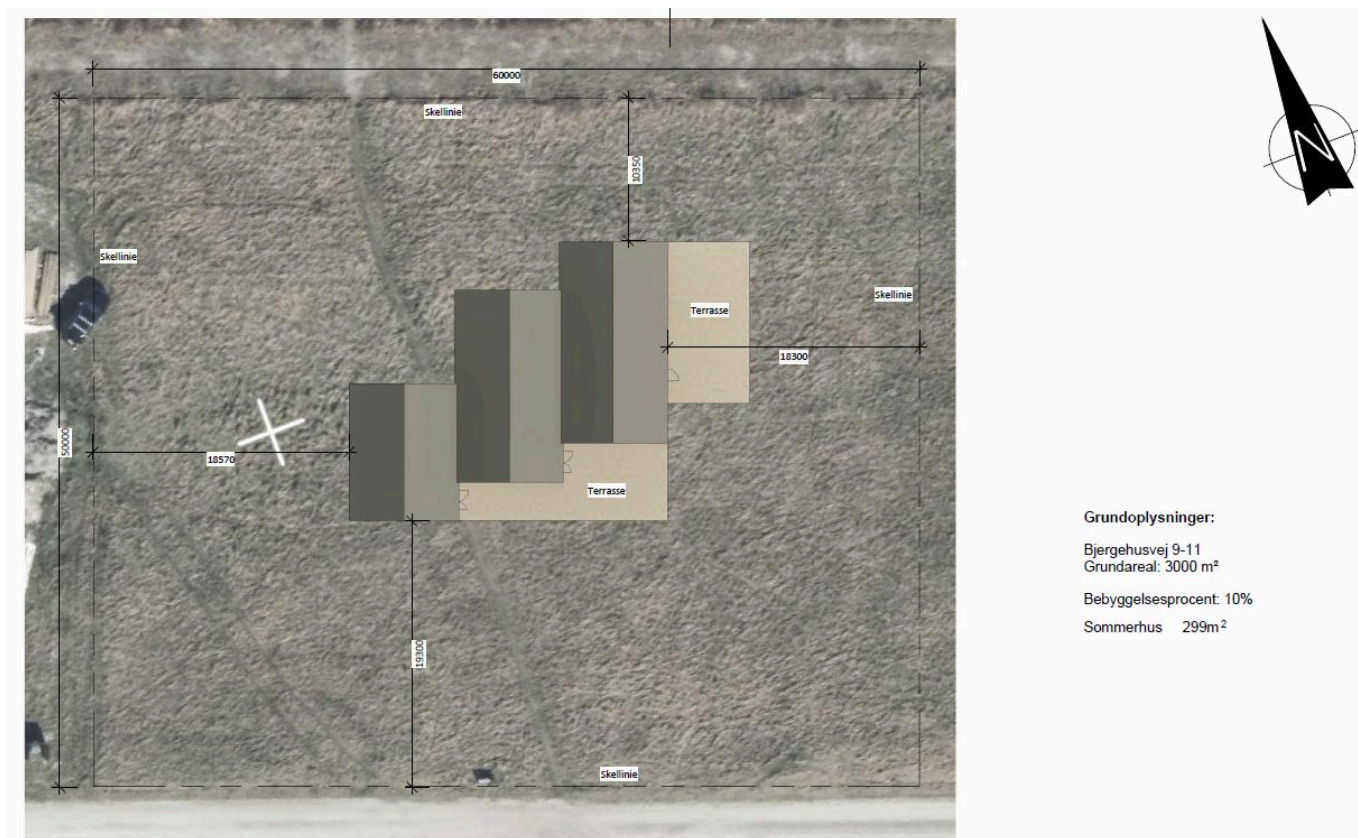 60000
Skellinie
10350
Skellinie
Skellinie
Terrasse
18300
50000
18570
Terrasse
19300
Skellinie
N
Grundoplysninger:
Bjergehusvej 9-11
Grundareal: 3000 m²
Bebyggelsesprocent: 10%
Sommerhus 299m²